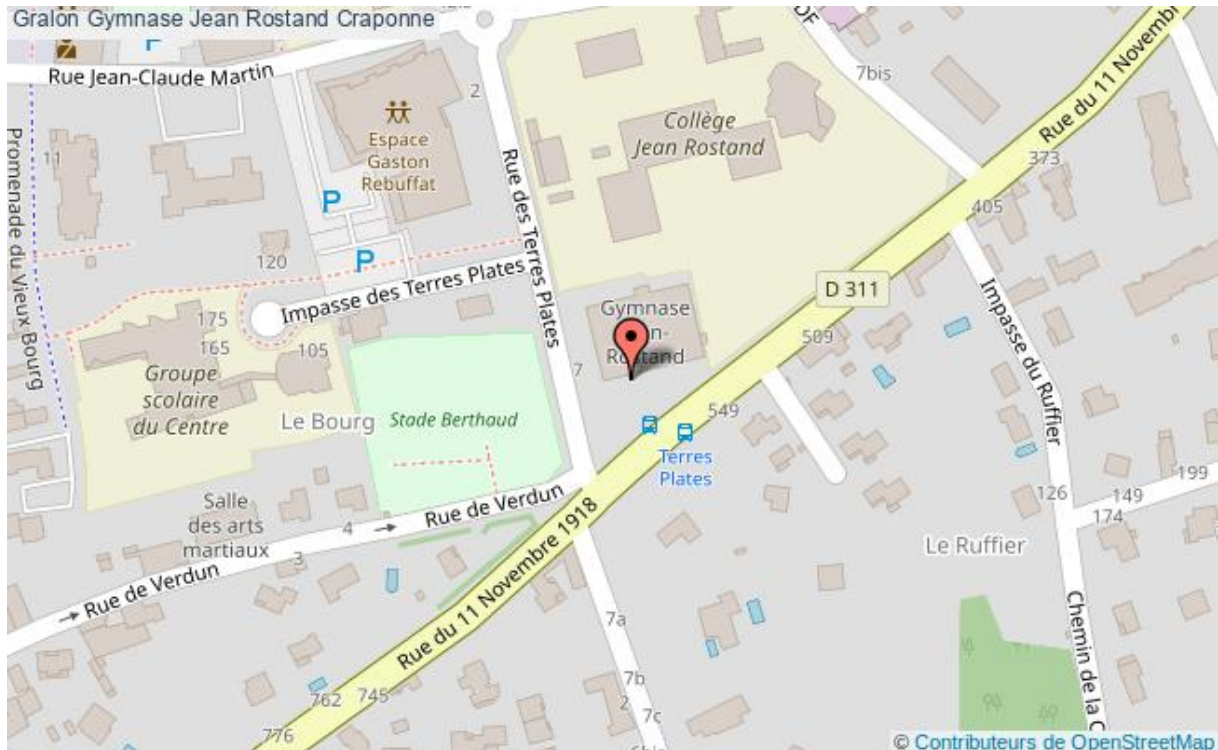 Gralon Gymnase Jean Rostand Craponne
P
Rue Jean-Claude Martin
2
7bis
Rue du 11 Novemb
Promenade du Vieux Bourg
11
Espace
Gaston
Rebuffat
Collège
Jean Rostand
Rue des Terres Plates
373
405
P
P
120
Impasse des Terres Plates
D 311
Gymnase
Rostand
509
Impasse du Ruffier
175
165
105
7
Groupe
scolaire
du Centre
Le Bourg
Stade Berthaud
549
Terres
Plates
Salle
des arts
martiaux
4
3
Rue de Verdun
Rue de Verdun
Rue du 11 Novembre 1918
126
149
174
199
Le Ruffier
Chemin de la C
7a
7b
2
7c
762
745
776
© Contributeurs de OpenStreetMap